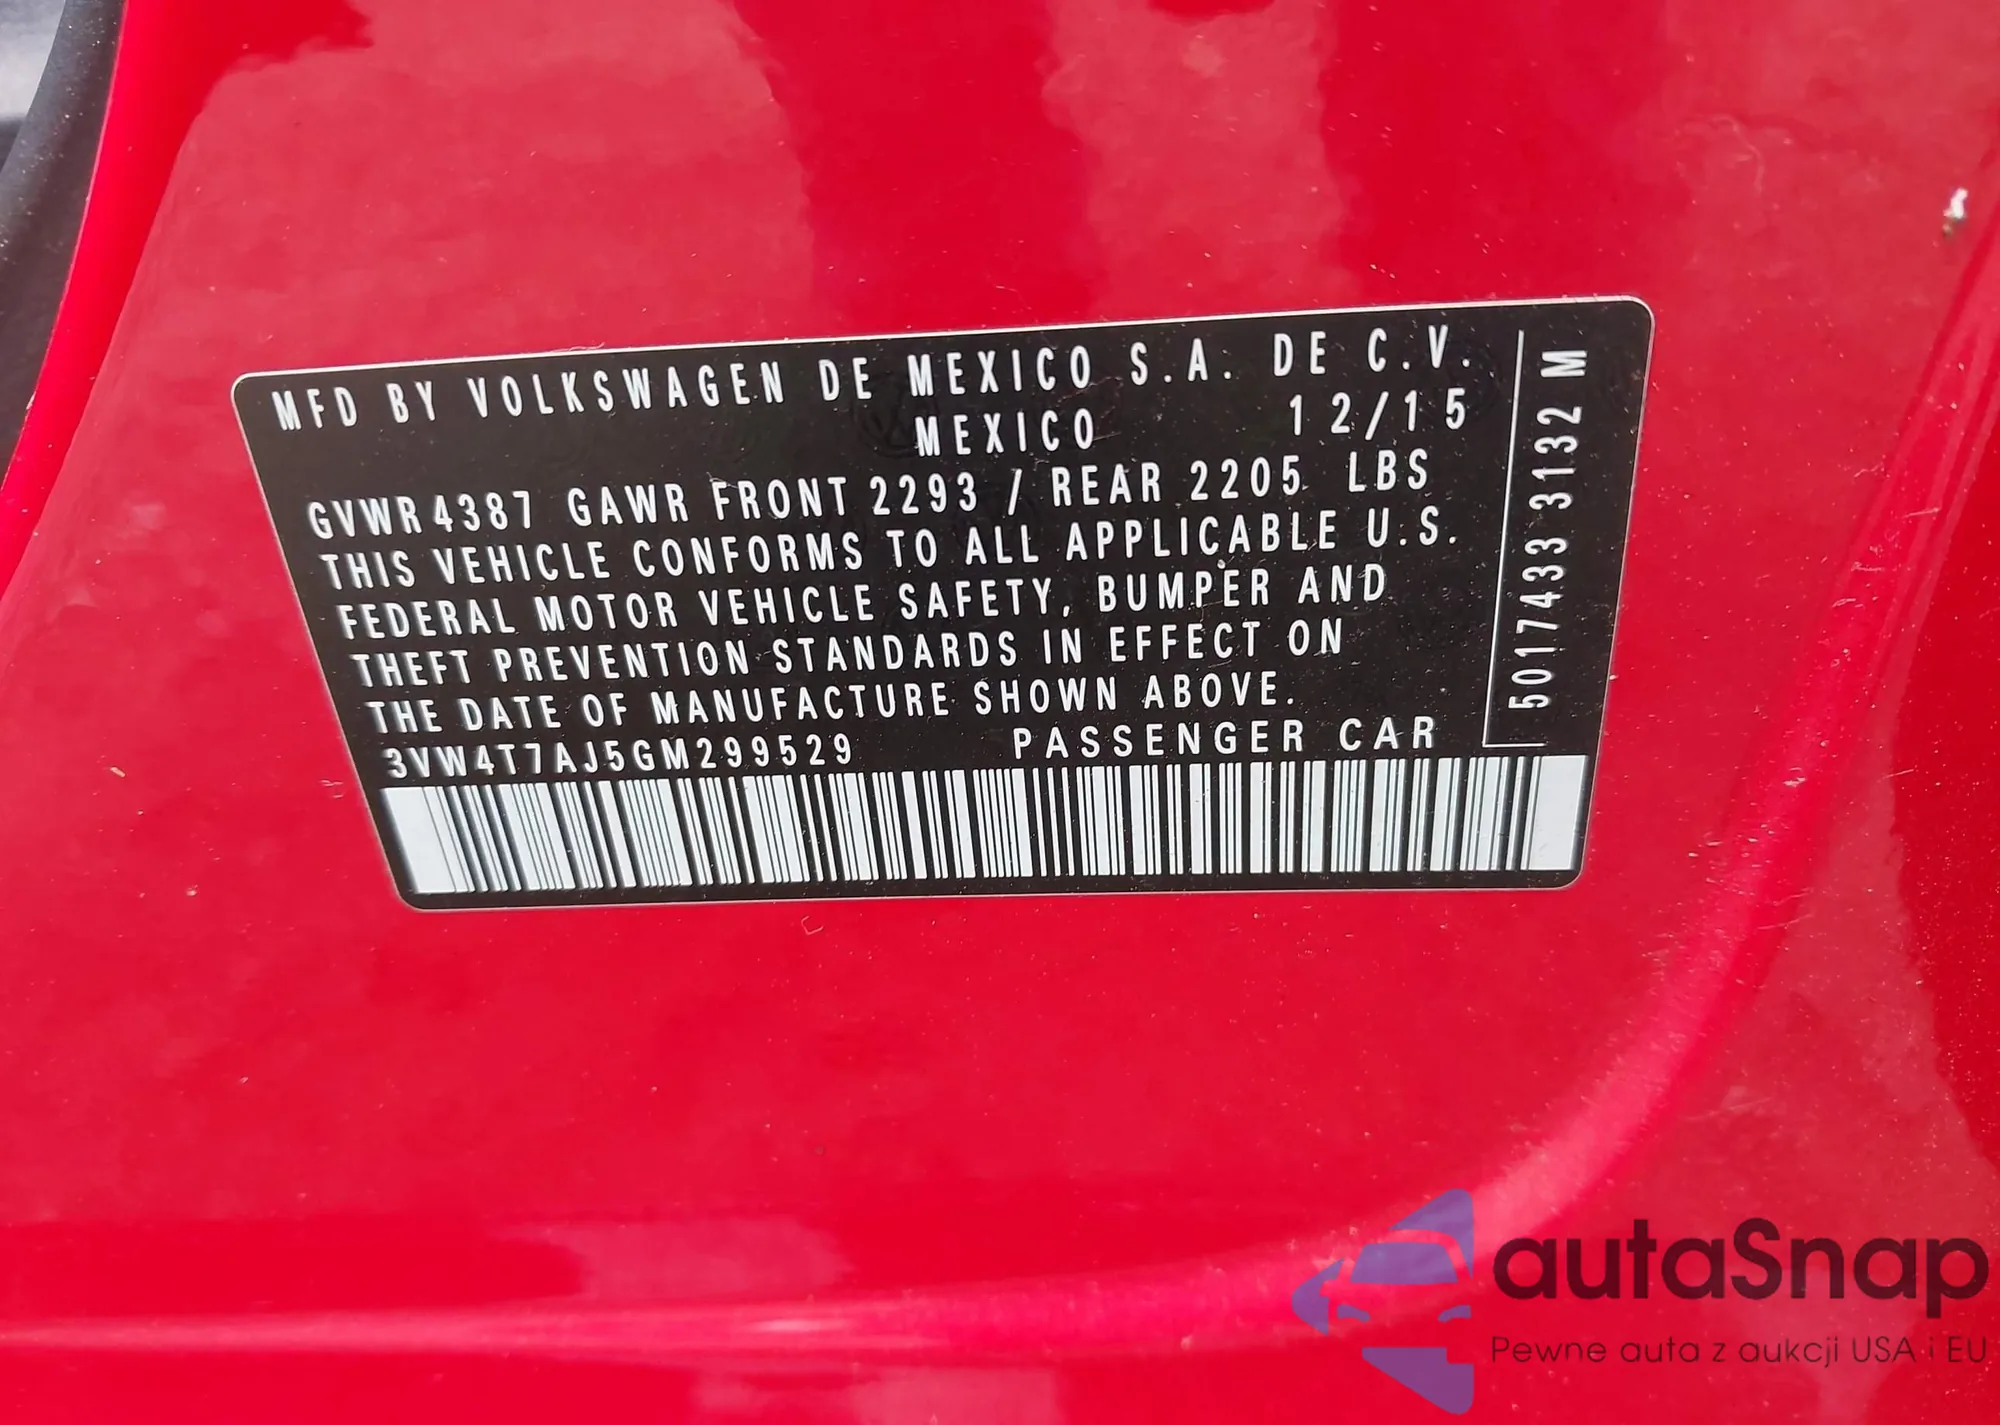 MFD BY VOLKSWAGEN DE MEXICO S.A. DE C.V.
MEXICO 12/15
GVWR 4387 GAWR FRONT 2293 / REAR 2205 LBS
THIS VEHICLE CONFORMS TO ALL APPLICABLE U.S.
FEDERAL MOTOR VEHICLE SAFETY, BUMPER AND
THEFT PREVENTION STANDARDS IN EFFECT ON
THE DATE OF MANUFACTURE SHOWN ABOVE.
3VW4T7AJ5GM299529 PASSENGER CAR
5017433 3132 M
autaSnap
Pewne auta z aukcji USA i EU